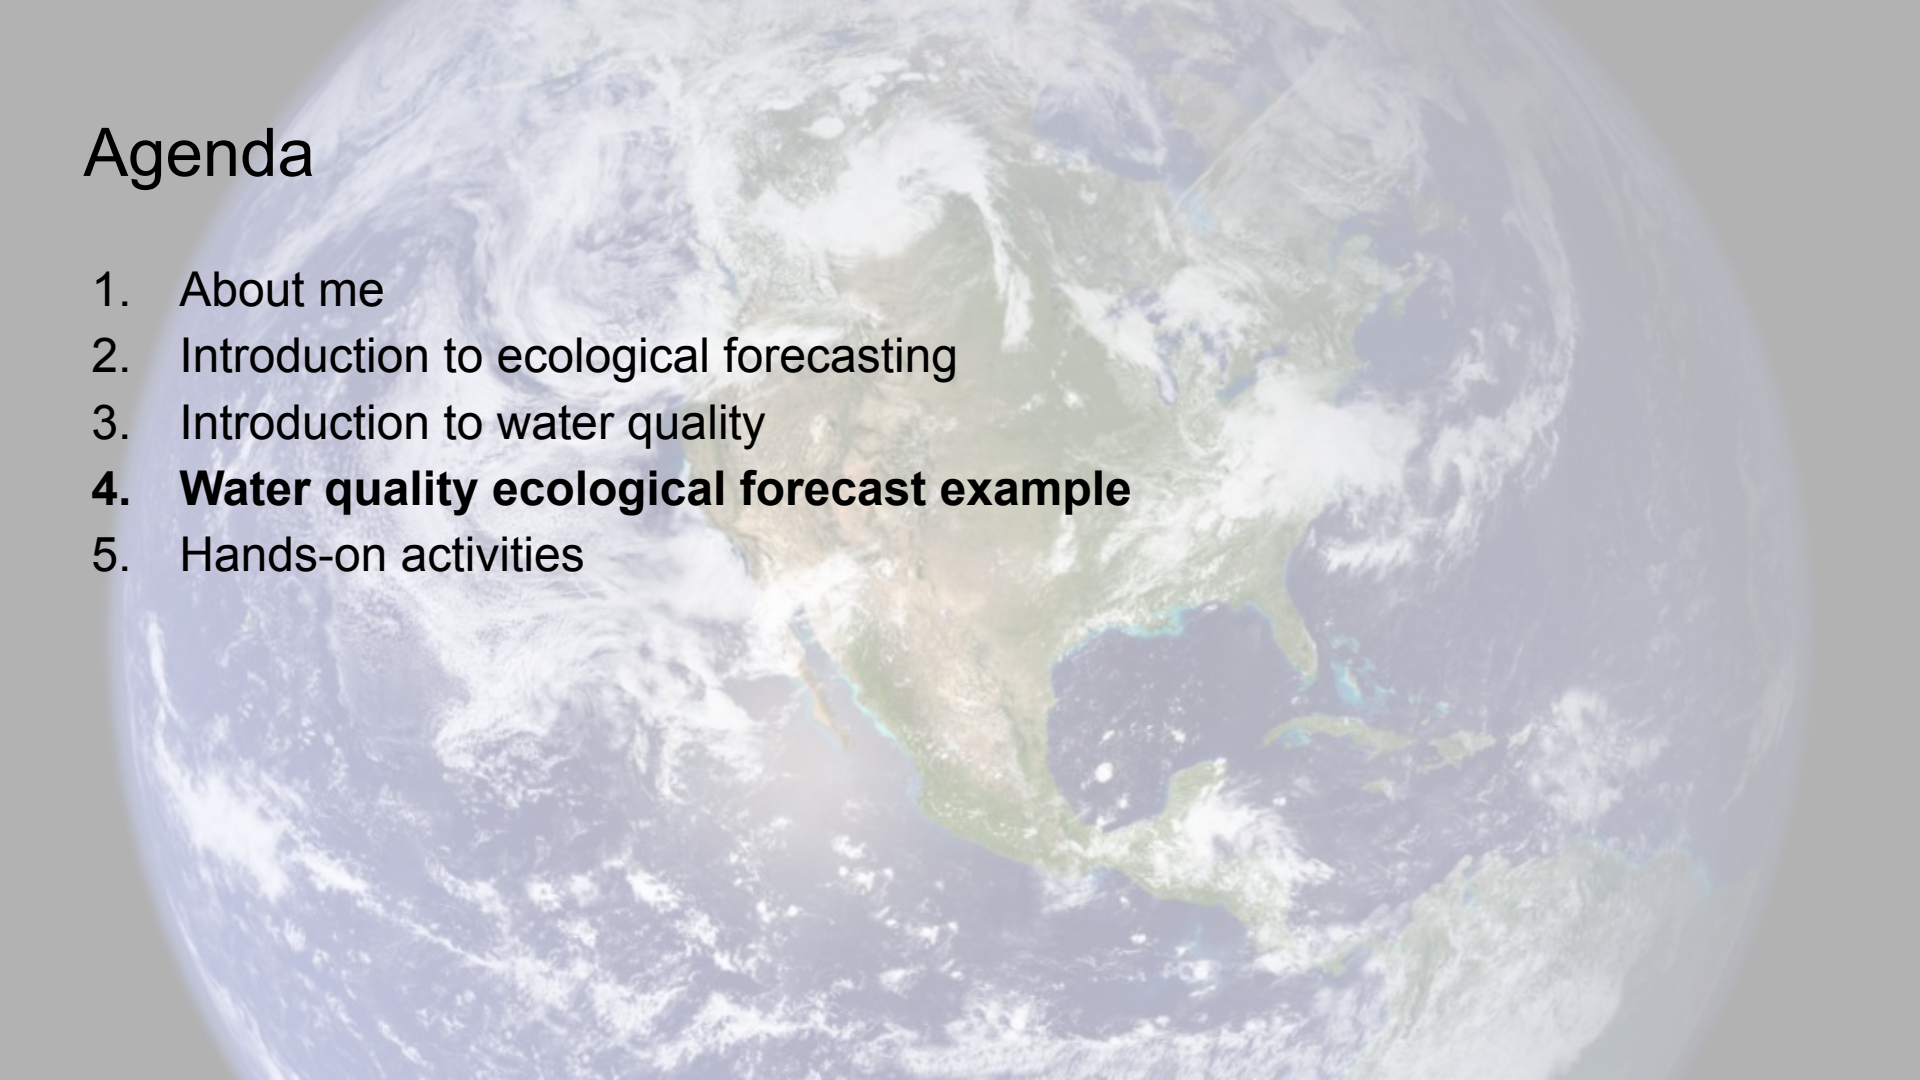 Agenda
1. About me
2. Introduction to ecological forecasting
3. Introduction to water quality
4. Water quality ecological forecast example
5. Hands-on activities